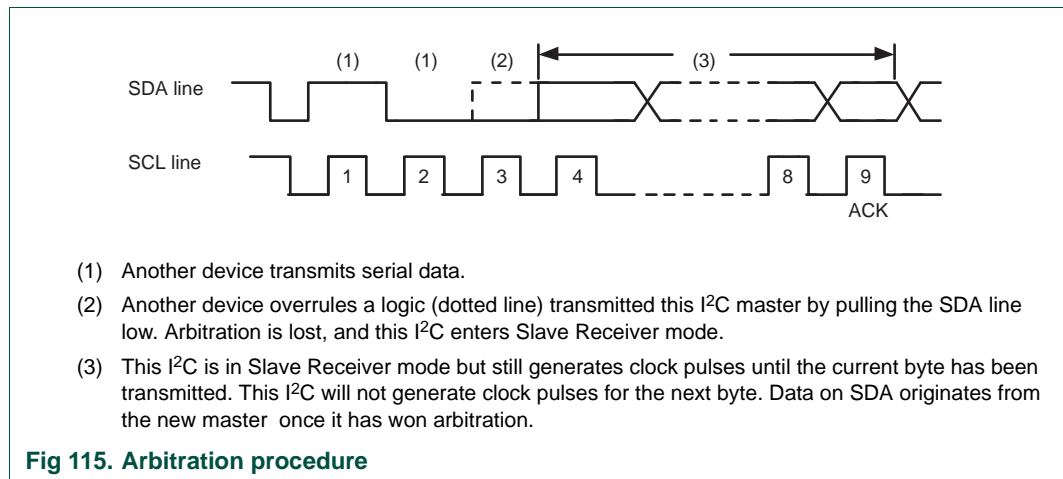 (1) (1) (2) (3)
SDA line
SCL line
1 2 3 4 8 9
ACK
(1) Another device transmits serial data.
(2) Another device overrules a logic (dotted line) transmitted this I²C master by pulling the SDA line
low. Arbitration is lost, and this I²C enters Slave Receiver mode.
(3) This I²C is in Slave Receiver mode but still generates clock pulses until the current byte has been
transmitted. This I²C will not generate clock pulses for the next byte. Data on SDA originates from
the new master once it has won arbitration.
Fig 115. Arbitration procedure